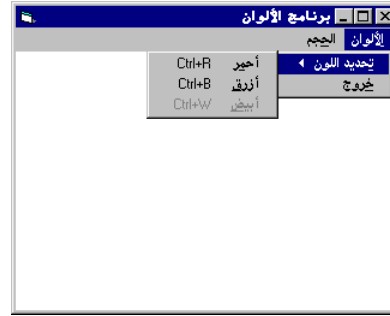 برنامج الألوان
الألوان الحجم
تحديد اللون
خروج
أحمر Ctrl+R
أزرق Ctrl+B
أبيض Ctrl+W